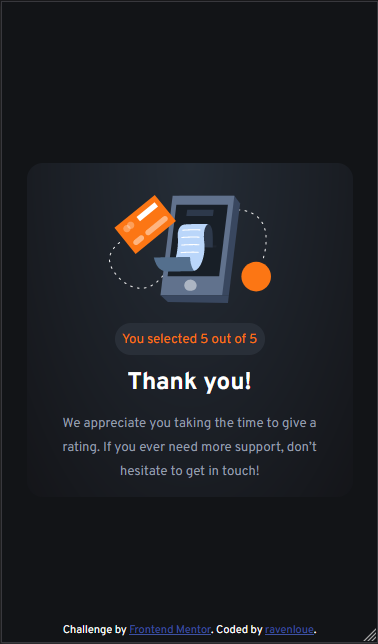 You selected 5 out of 5
Thank you!
We appreciate you taking the time to give a
rating. If you ever need more support, don’t
hesitate to get in touch!
Challenge by Frontend Mentor. Coded by ravenloue.